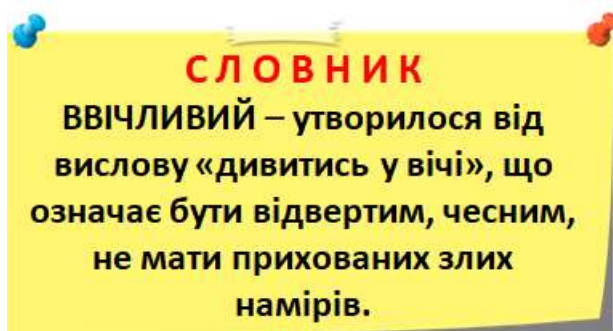 СЛОВНИК
ВВІЧЛИВИЙ – утворилося від
вислову «дивитись у вічі», що
означає бути відвертим, чесним,
не мати прихованих злих
намірів.